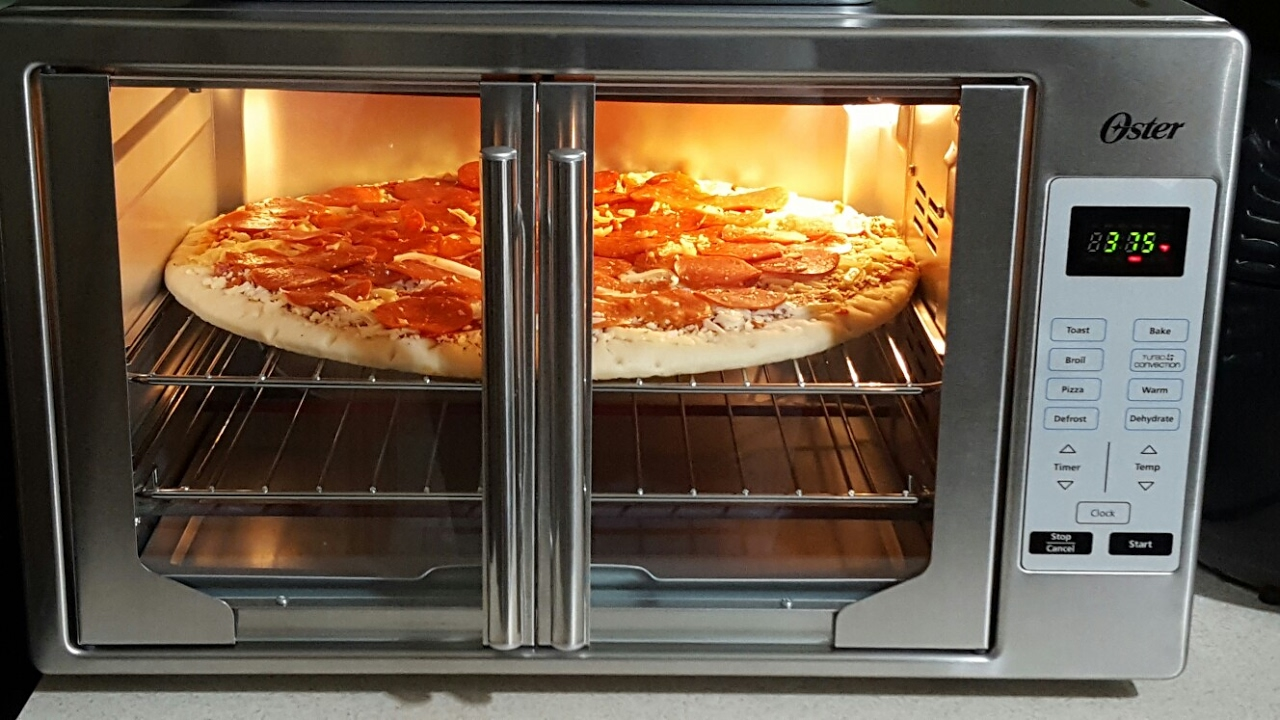 Oster
375
Toast
Bake
Broil
TURBO
CONVECTION
Pizza
Warm
Defrost
Dehydrate
Timer
Temp
Clock
Stop
Cancel
Start